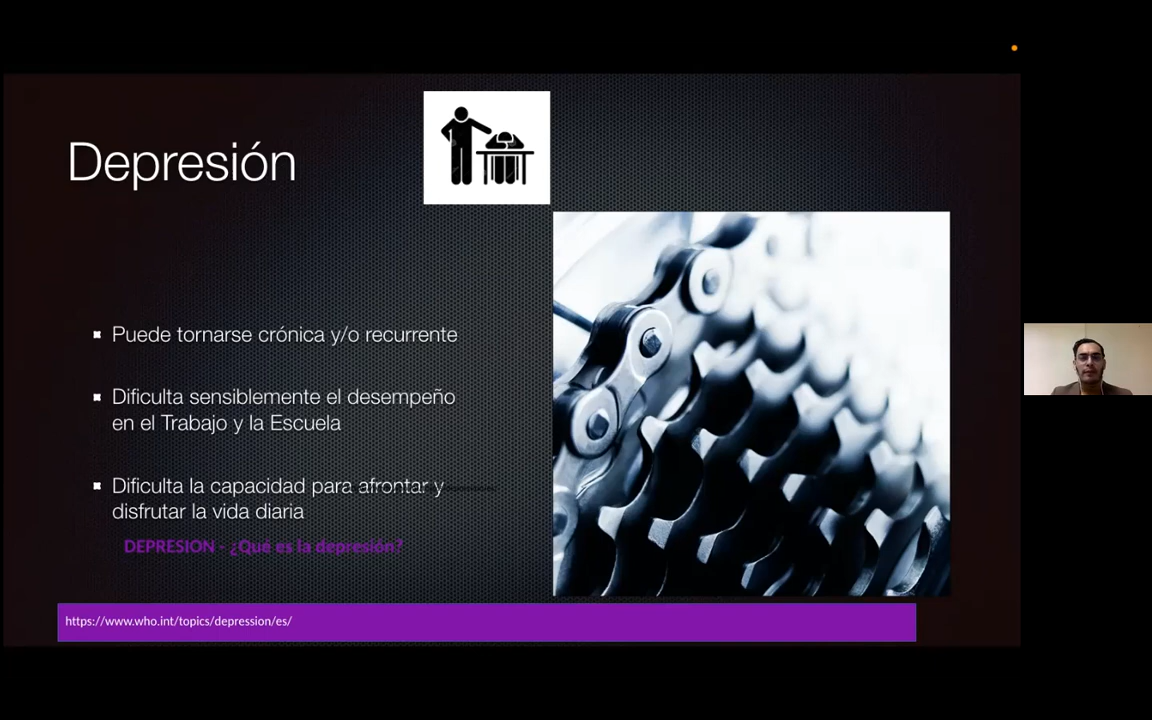 Depresión
Puede tornarse crónica y/o recurrente
Dificulta sensiblemente el desempeño
en el Trabajo y la Escuela
Dificulta la capacidad para afrontar y
disfrutar la vida diaria
DEPRESION - ¿Qué es la depresión?
https://www.who.int/topics/depression/es/